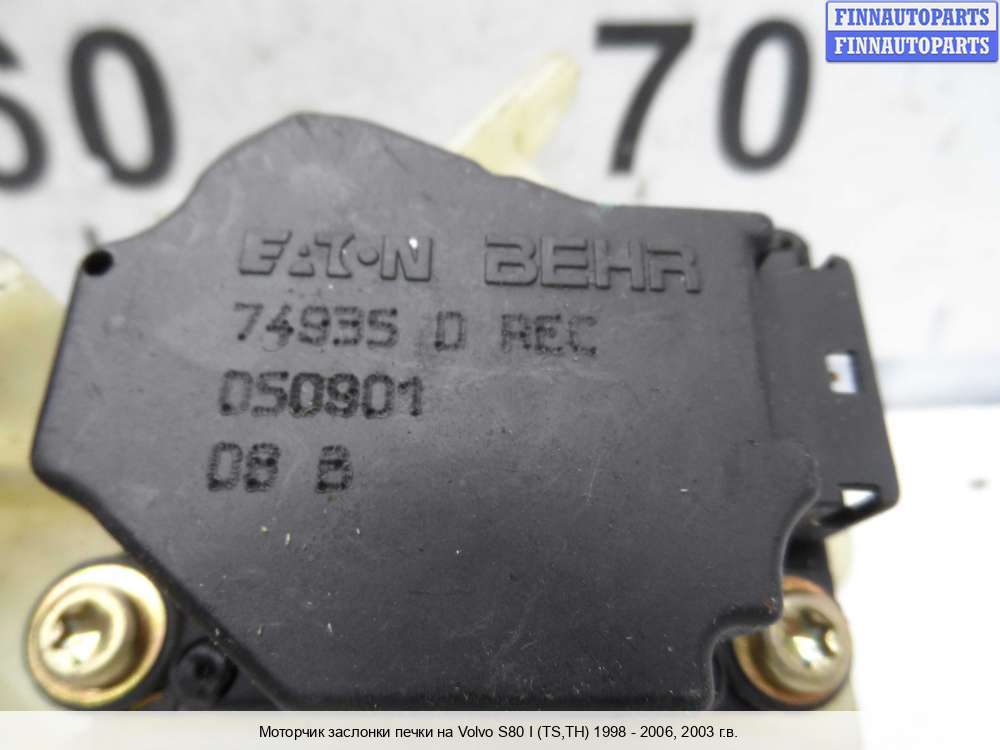 60 70
FINNAUTOPARTS
FINNAUTOPARTS
EATON BEHR
74935 D REC
050901
08 B
Моторчик заслонки печки на Volvo S80 I (TS,TH) 1998 - 2006, 2003 г.в.